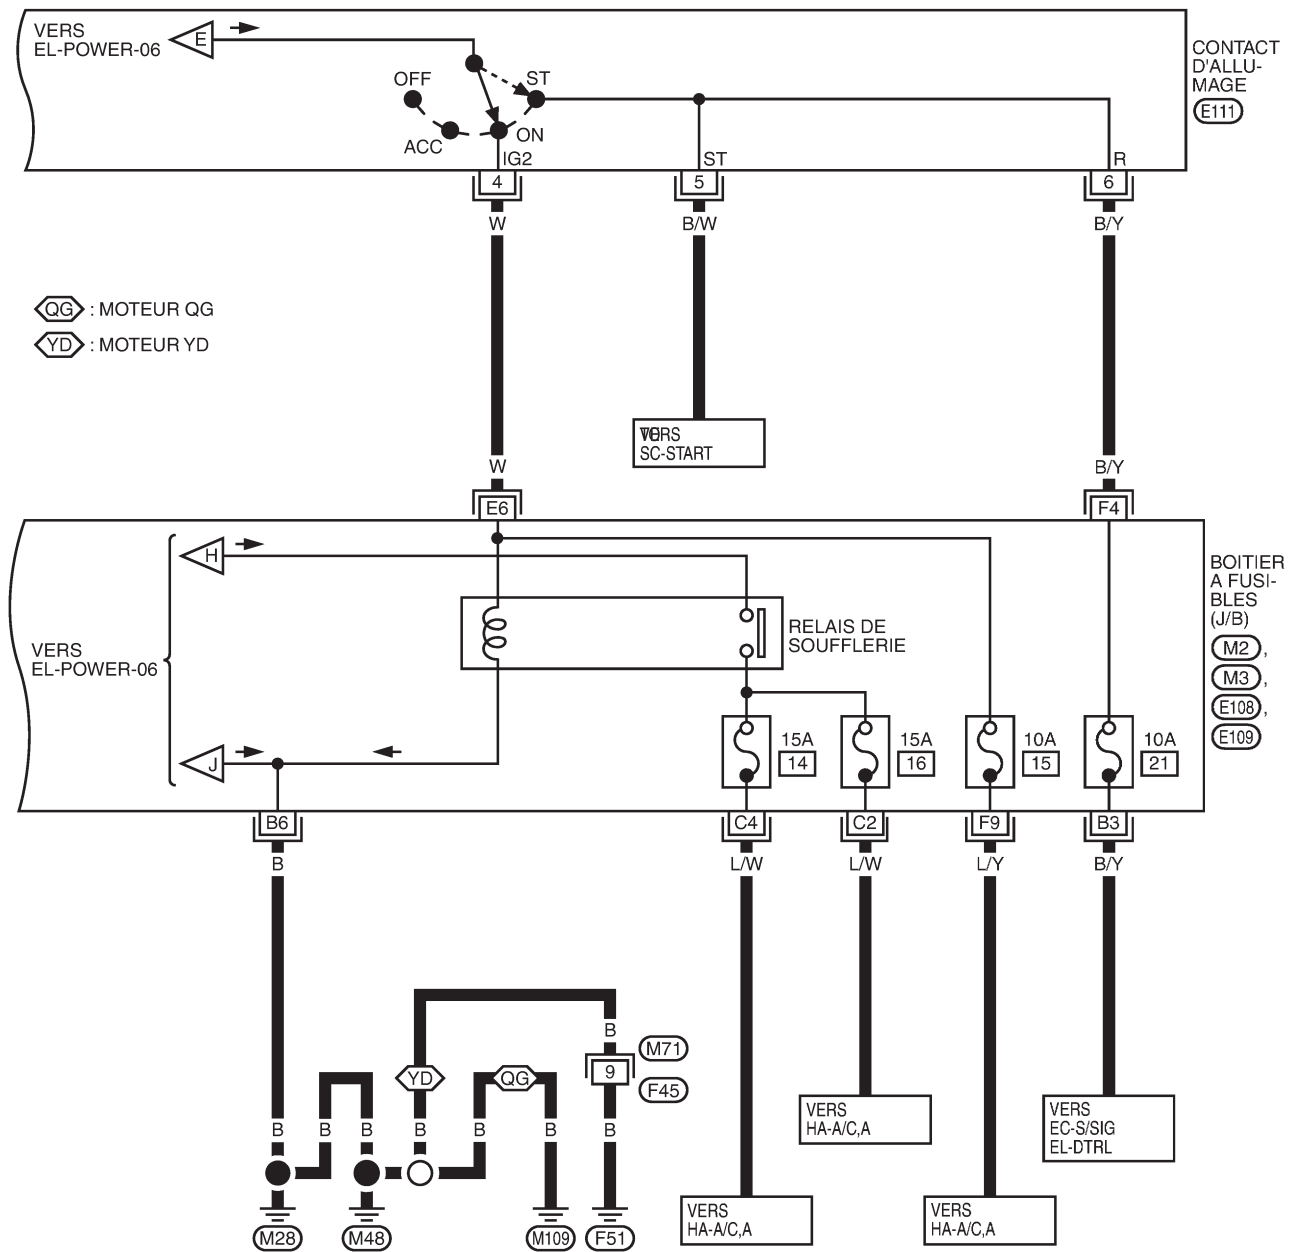 VERS
EL-POWER-06
E
OFF
ACC
ST
ON
IG2
ST
R
CONTACT
D'ALLU-
MAGE
E111
4
5
6
W
B/W
B/Y
QG : MOTEUR QG
YD : MOTEUR YD
VERS
SC-START
W
B/Y
E6
F4
H
VERS
EL-POWER-06
J
RELAIS DE
SOUFFLERIE
BOITIER
A FUSI-
BLES
(J/B)
M2 ,
M3 ,
E108 ,
E109
15A
14
15A
16
10A
15
10A
21
B6
C4
C2
F9
B3
B
L/W
L/W
L/Y
B/Y
B
M71
9
F45
YD
QG
B
B
B
B
B
B
B
VERS
HA-A/C,A
VERS
EC-S/SIG
EL-DTRL
VERS
HA-A/C,A
VERS
HA-A/C,A
M28
M48
M109
F51